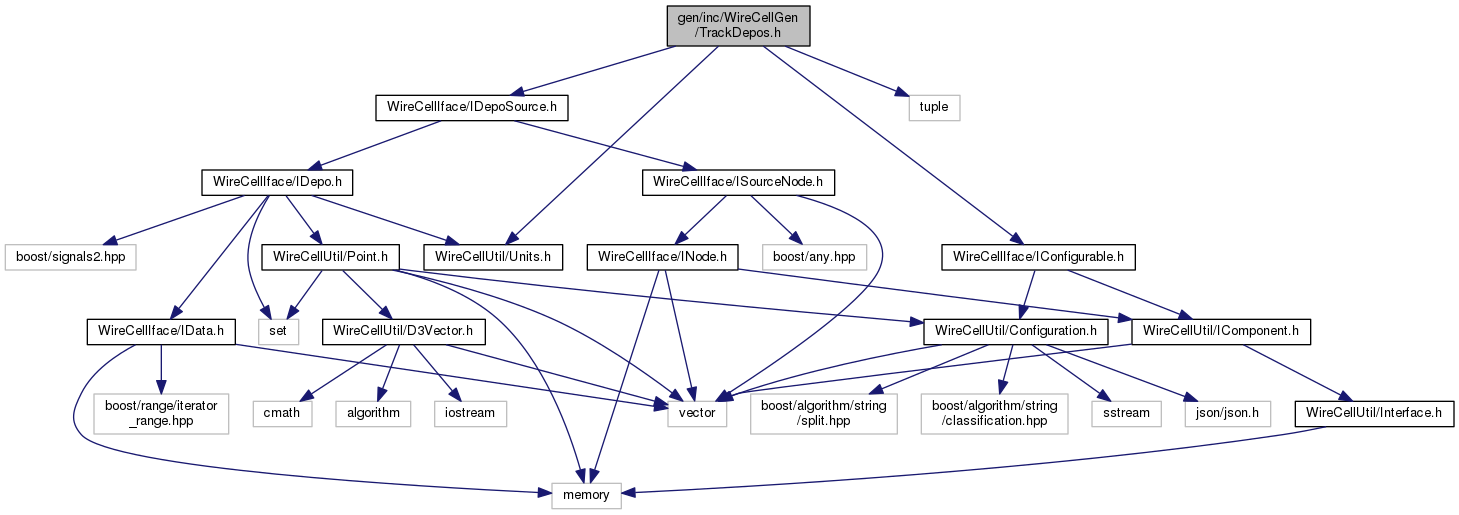 gen/inc/WireCellGen
/TrackDepos.h
WireCellIface/IDepoSource.h
tuple
WireCellIface/IDepo.h
WireCellIface/ISourceNode.h
boost/signals2.hpp
WireCellUtil/Point.h
WireCellUtil/Units.h
WireCellIface/INode.h
boost/any.hpp
WireCellIface/IConfigurable.h
WireCellIface/IData.h
set
WireCellUtil/D3Vector.h
WireCellUtil/Configuration.h
WireCellUtil/IComponent.h
boost/range/iterator
_range.hpp
cmath
algorithm
iostream
vector
boost/algorithm/string
/split.hpp
boost/algorithm/string
/classification.hpp
sstream
json/json.h
WireCellUtil/Interface.h
memory